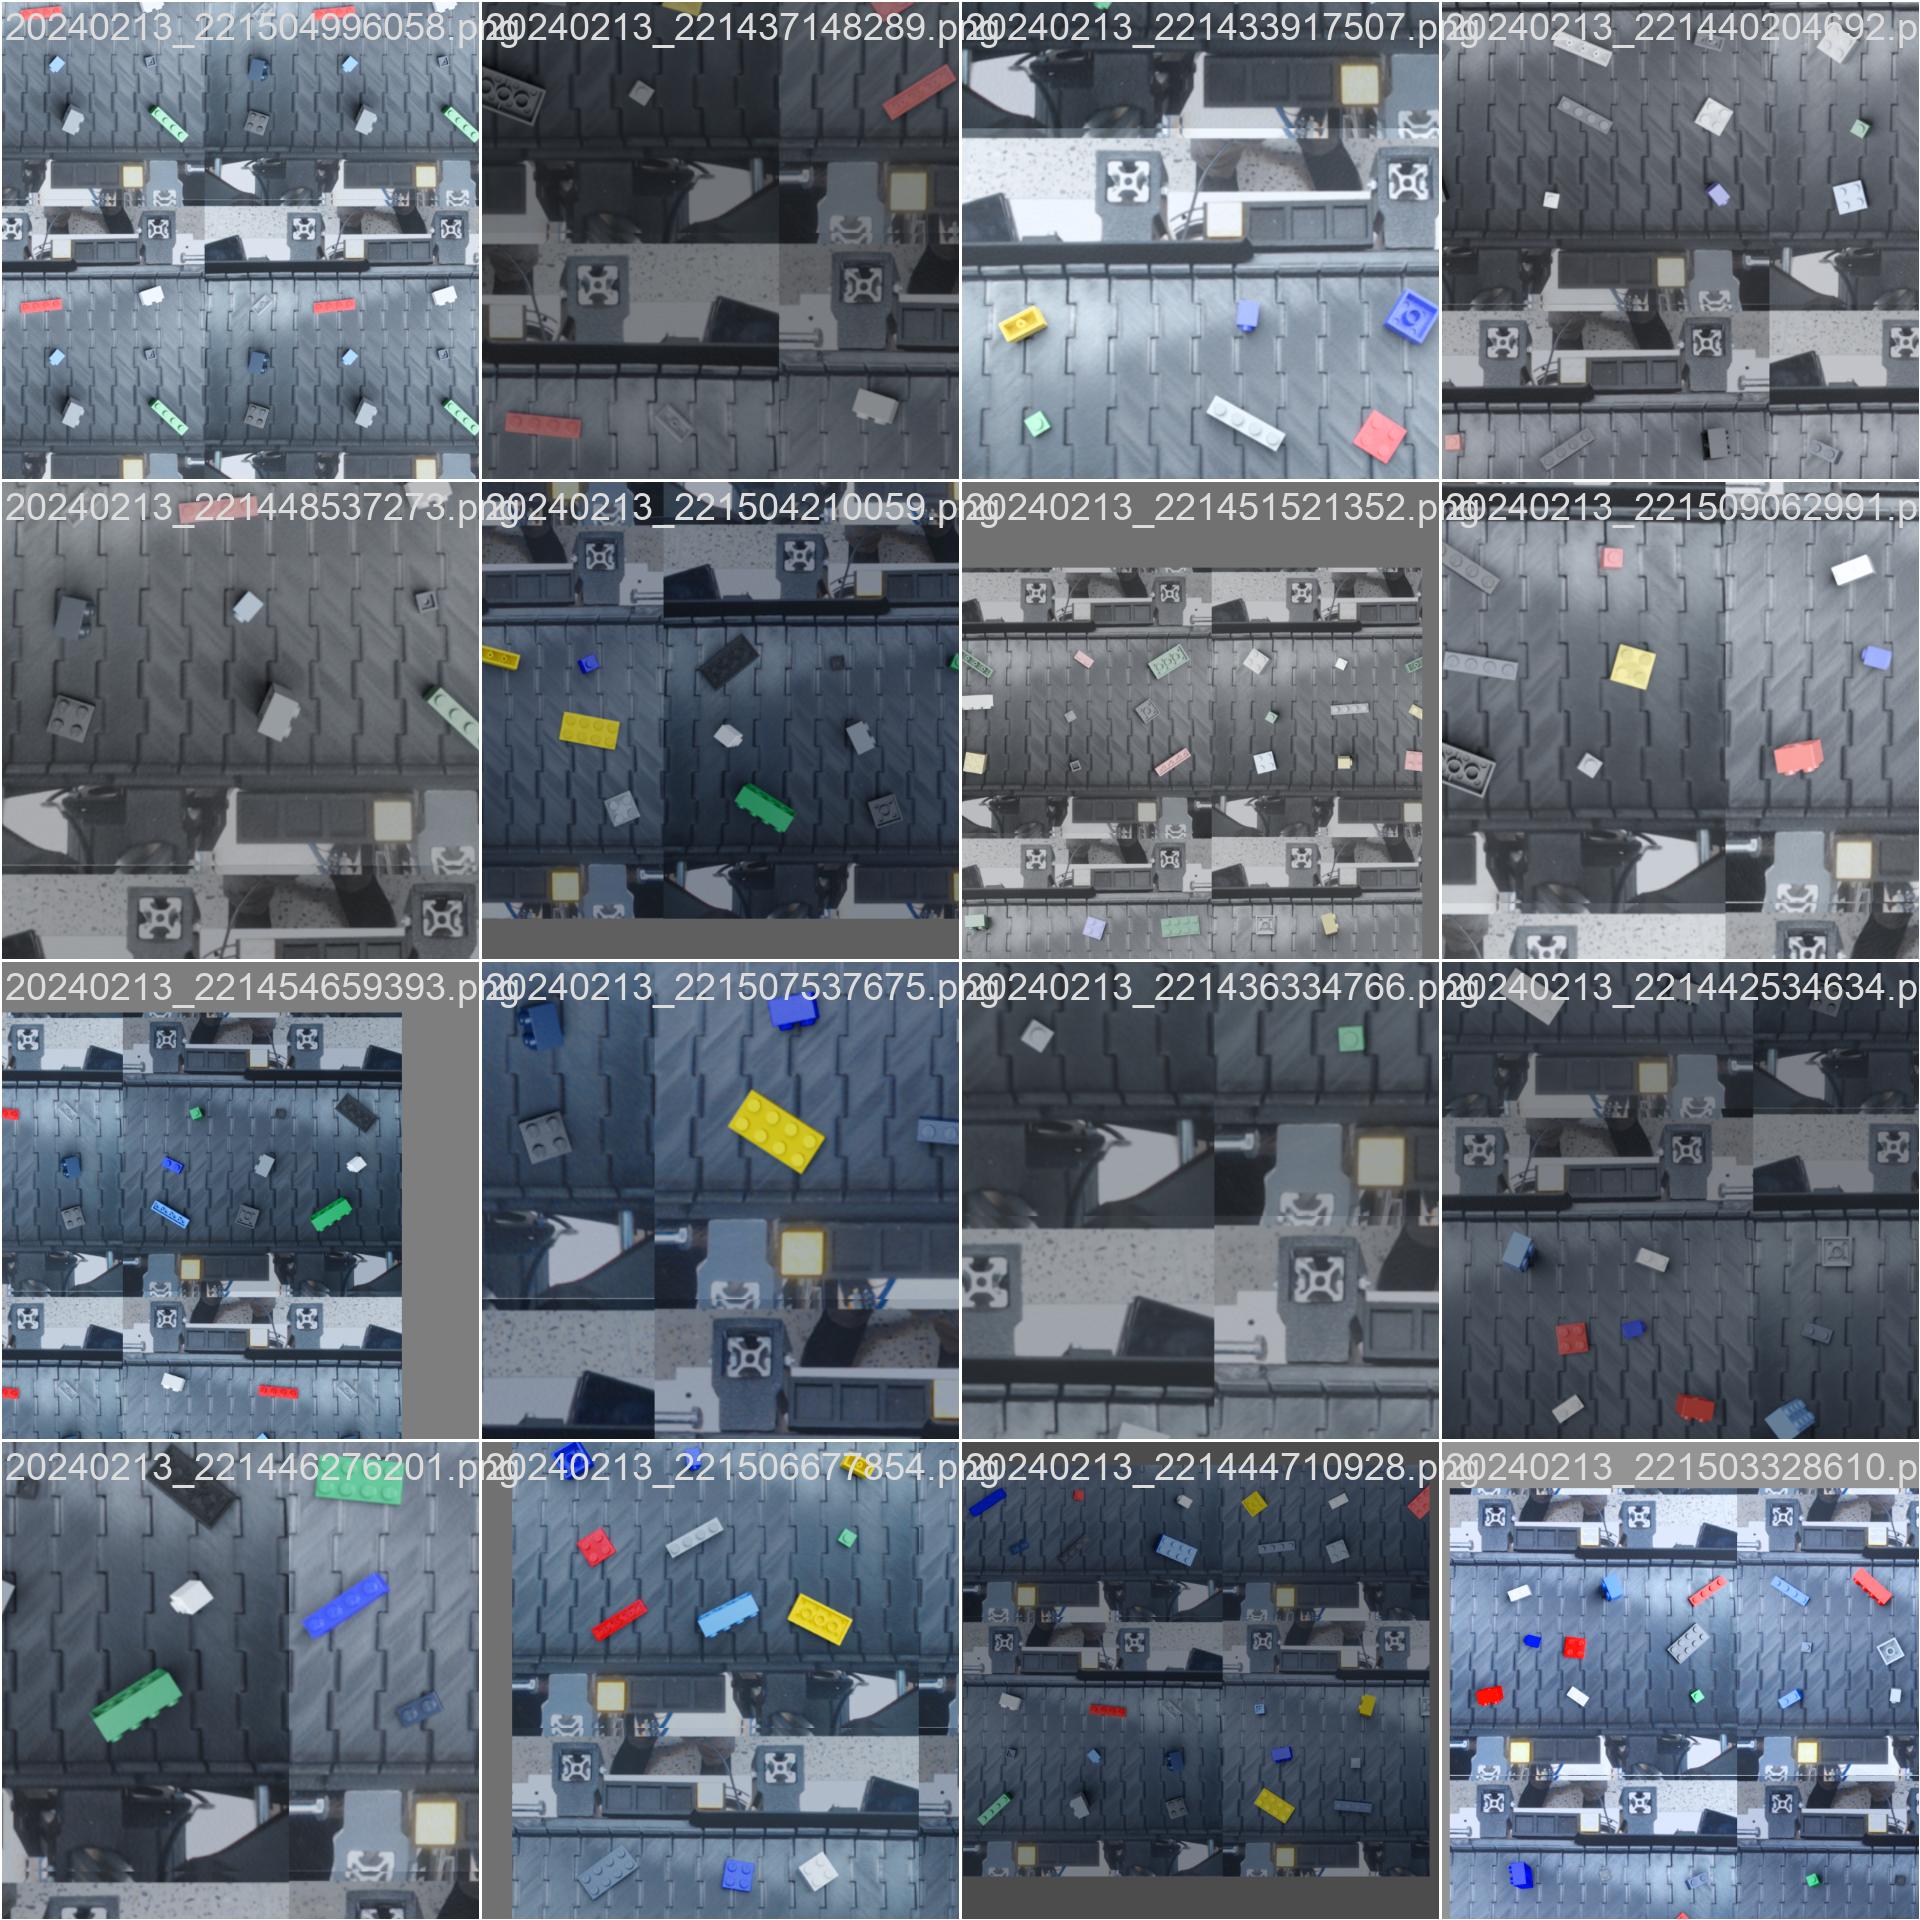 20240213_221504996058.png
20240213_221437148289.png
20240213_221433917507.png
20240213_221440204692.p
20240213_221448537273.png
20240213_221504210059.png
20240213_221451521352.png
20240213_221509062991.p
20240213_221454659393.png
20240213_221507537675.png
20240213_221436334766.png
20240213_221442534634.p
20240213_221446276201.png
20240213_221506677854.png
20240213_221444710928.png
20240213_221503328610.p